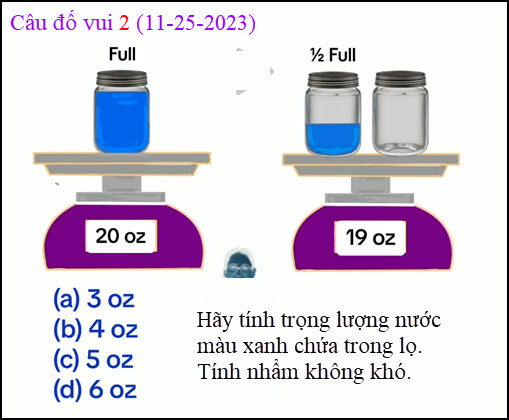 Câu đố vui 2 (11-25-2023)
Full
½ Full
20 oz
19 oz
(a) 3 oz
(b) 4 oz
(c) 5 oz
(d) 6 oz
Hãy tính trọng lượng nước
màu xanh chứa trong lọ.
Tính nhẩm không khó.